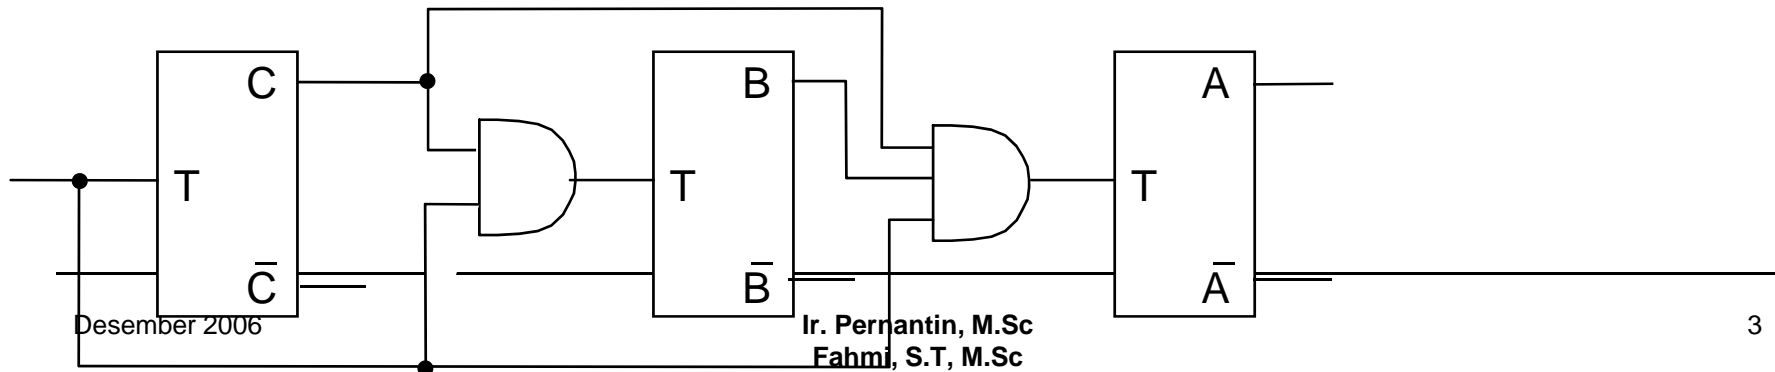 C
B
A
T
T
T
C̅
B̅
A̅
Desember 2006
Ir. Pernantin, M.Sc
3
Fahmi, S.T, M.Sc